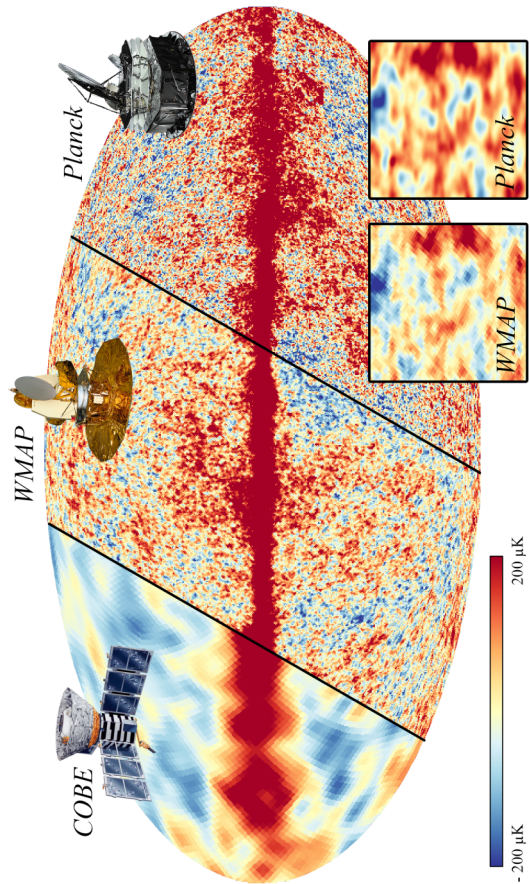 COBE
WMAP
Planck
WMAP
Planck
- 200 μK
200 μK